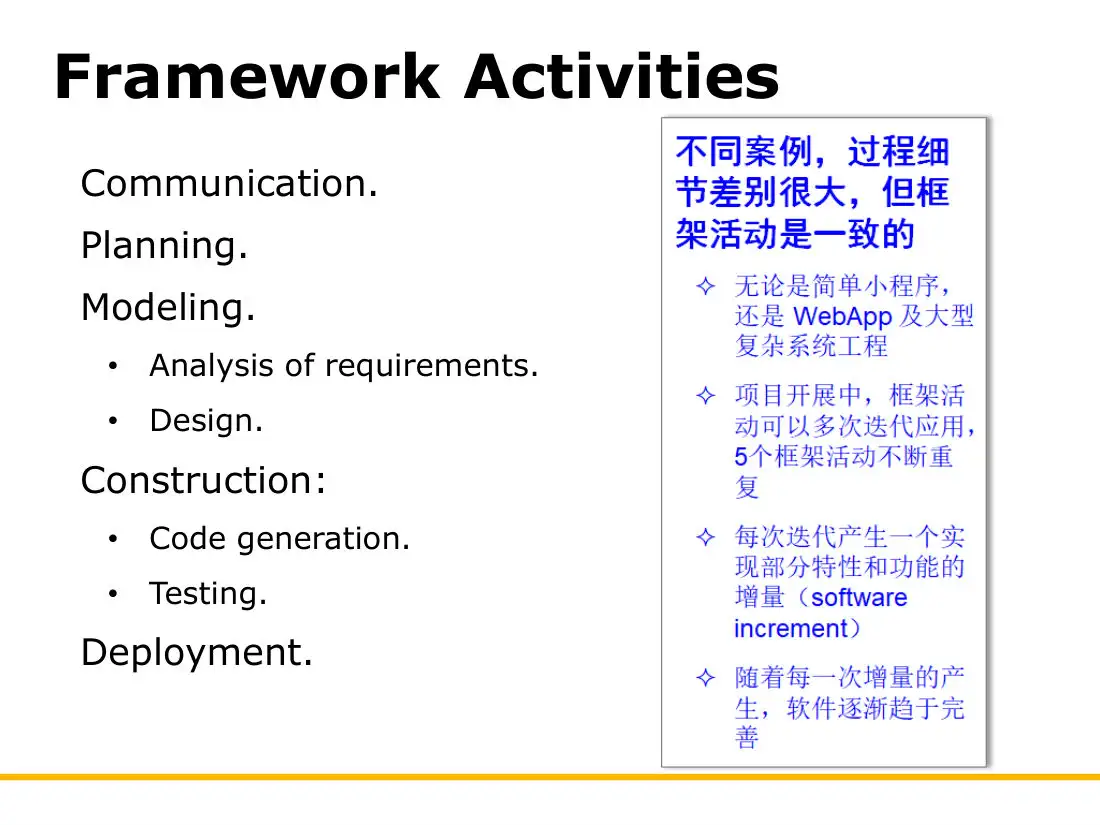 Framework Activities
Communication.
Planning.
Modeling.
• Analysis of requirements.
• Design.
Construction:
• Code generation.
• Testing.
Deployment.
不同案例，过程细
节差别很大，但框
架活动是一致的
✧ 无论是简单小程序，
还是 WebApp 及大型
复杂系统工程
✧ 项目开展中，框架活
动可以多次迭代应用，
5个框架活动不断重
复
✧ 每次迭代产生一个实
现部分特性和功能的
增量（software
increment）
✧ 随着每一次增量的产
生，软件逐渐趋于完
善